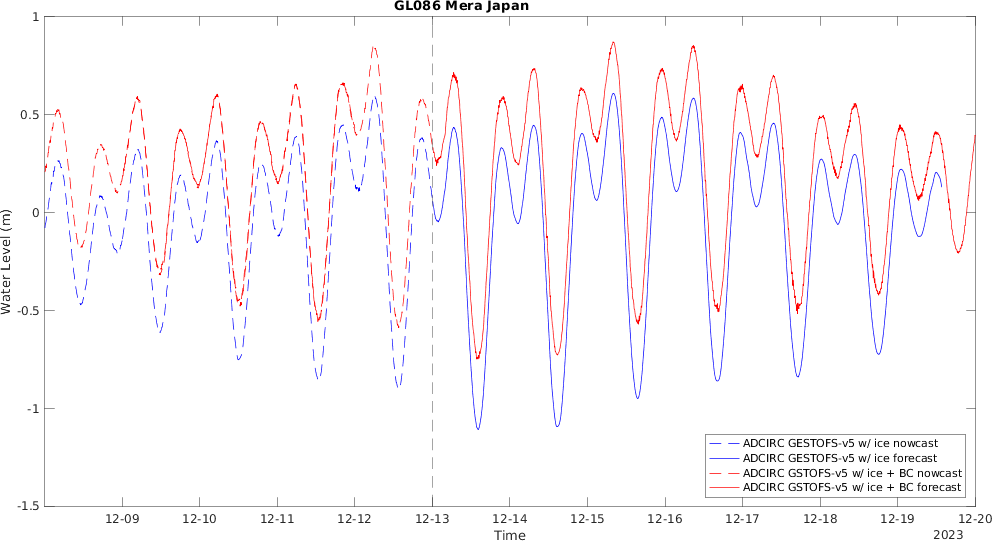 GL086 Mera Japan
1
0.5
0
-0.5
-1
-1.5
Water Level (m)
12-09
12-10
12-11
12-12
12-13
12-14
12-15
12-16
12-17
12-18
12-19
12-20
Time
2023
ADCIRC GESTOFS-v5 w/ ice nowcast
ADCIRC GESTOFS-v5 w/ ice forecast
ADCIRC GSTOFS-v5 w/ ice + BC nowcast
ADCIRC GSTOFS-v5 w/ ice + BC forecast